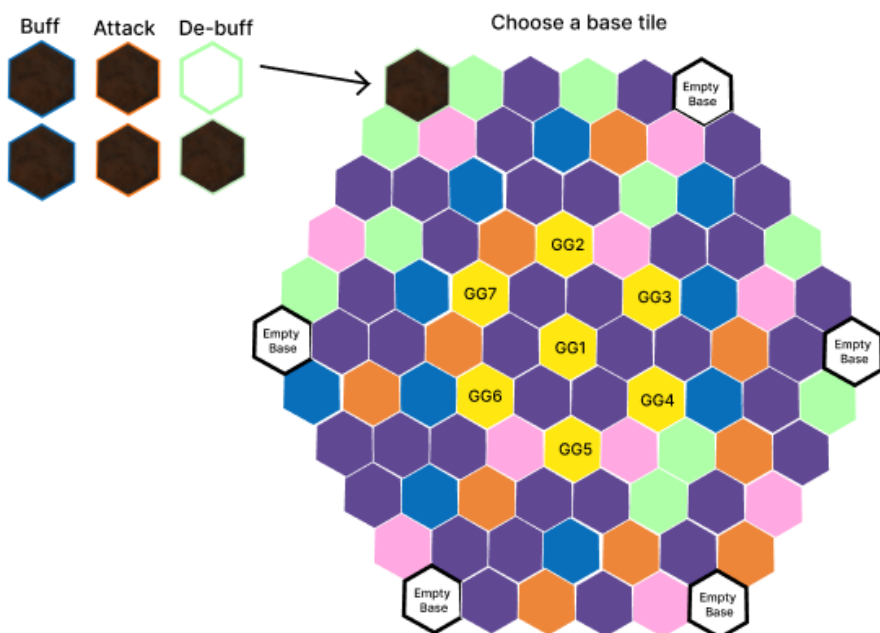 Buff Attack De-buff
Choose a base tile
Empty
Base
GG2
GG7
GG3
Empty
Base
GG1
Empty
Base
GG6
GG4
GG5
Empty
Base
Empty
Base